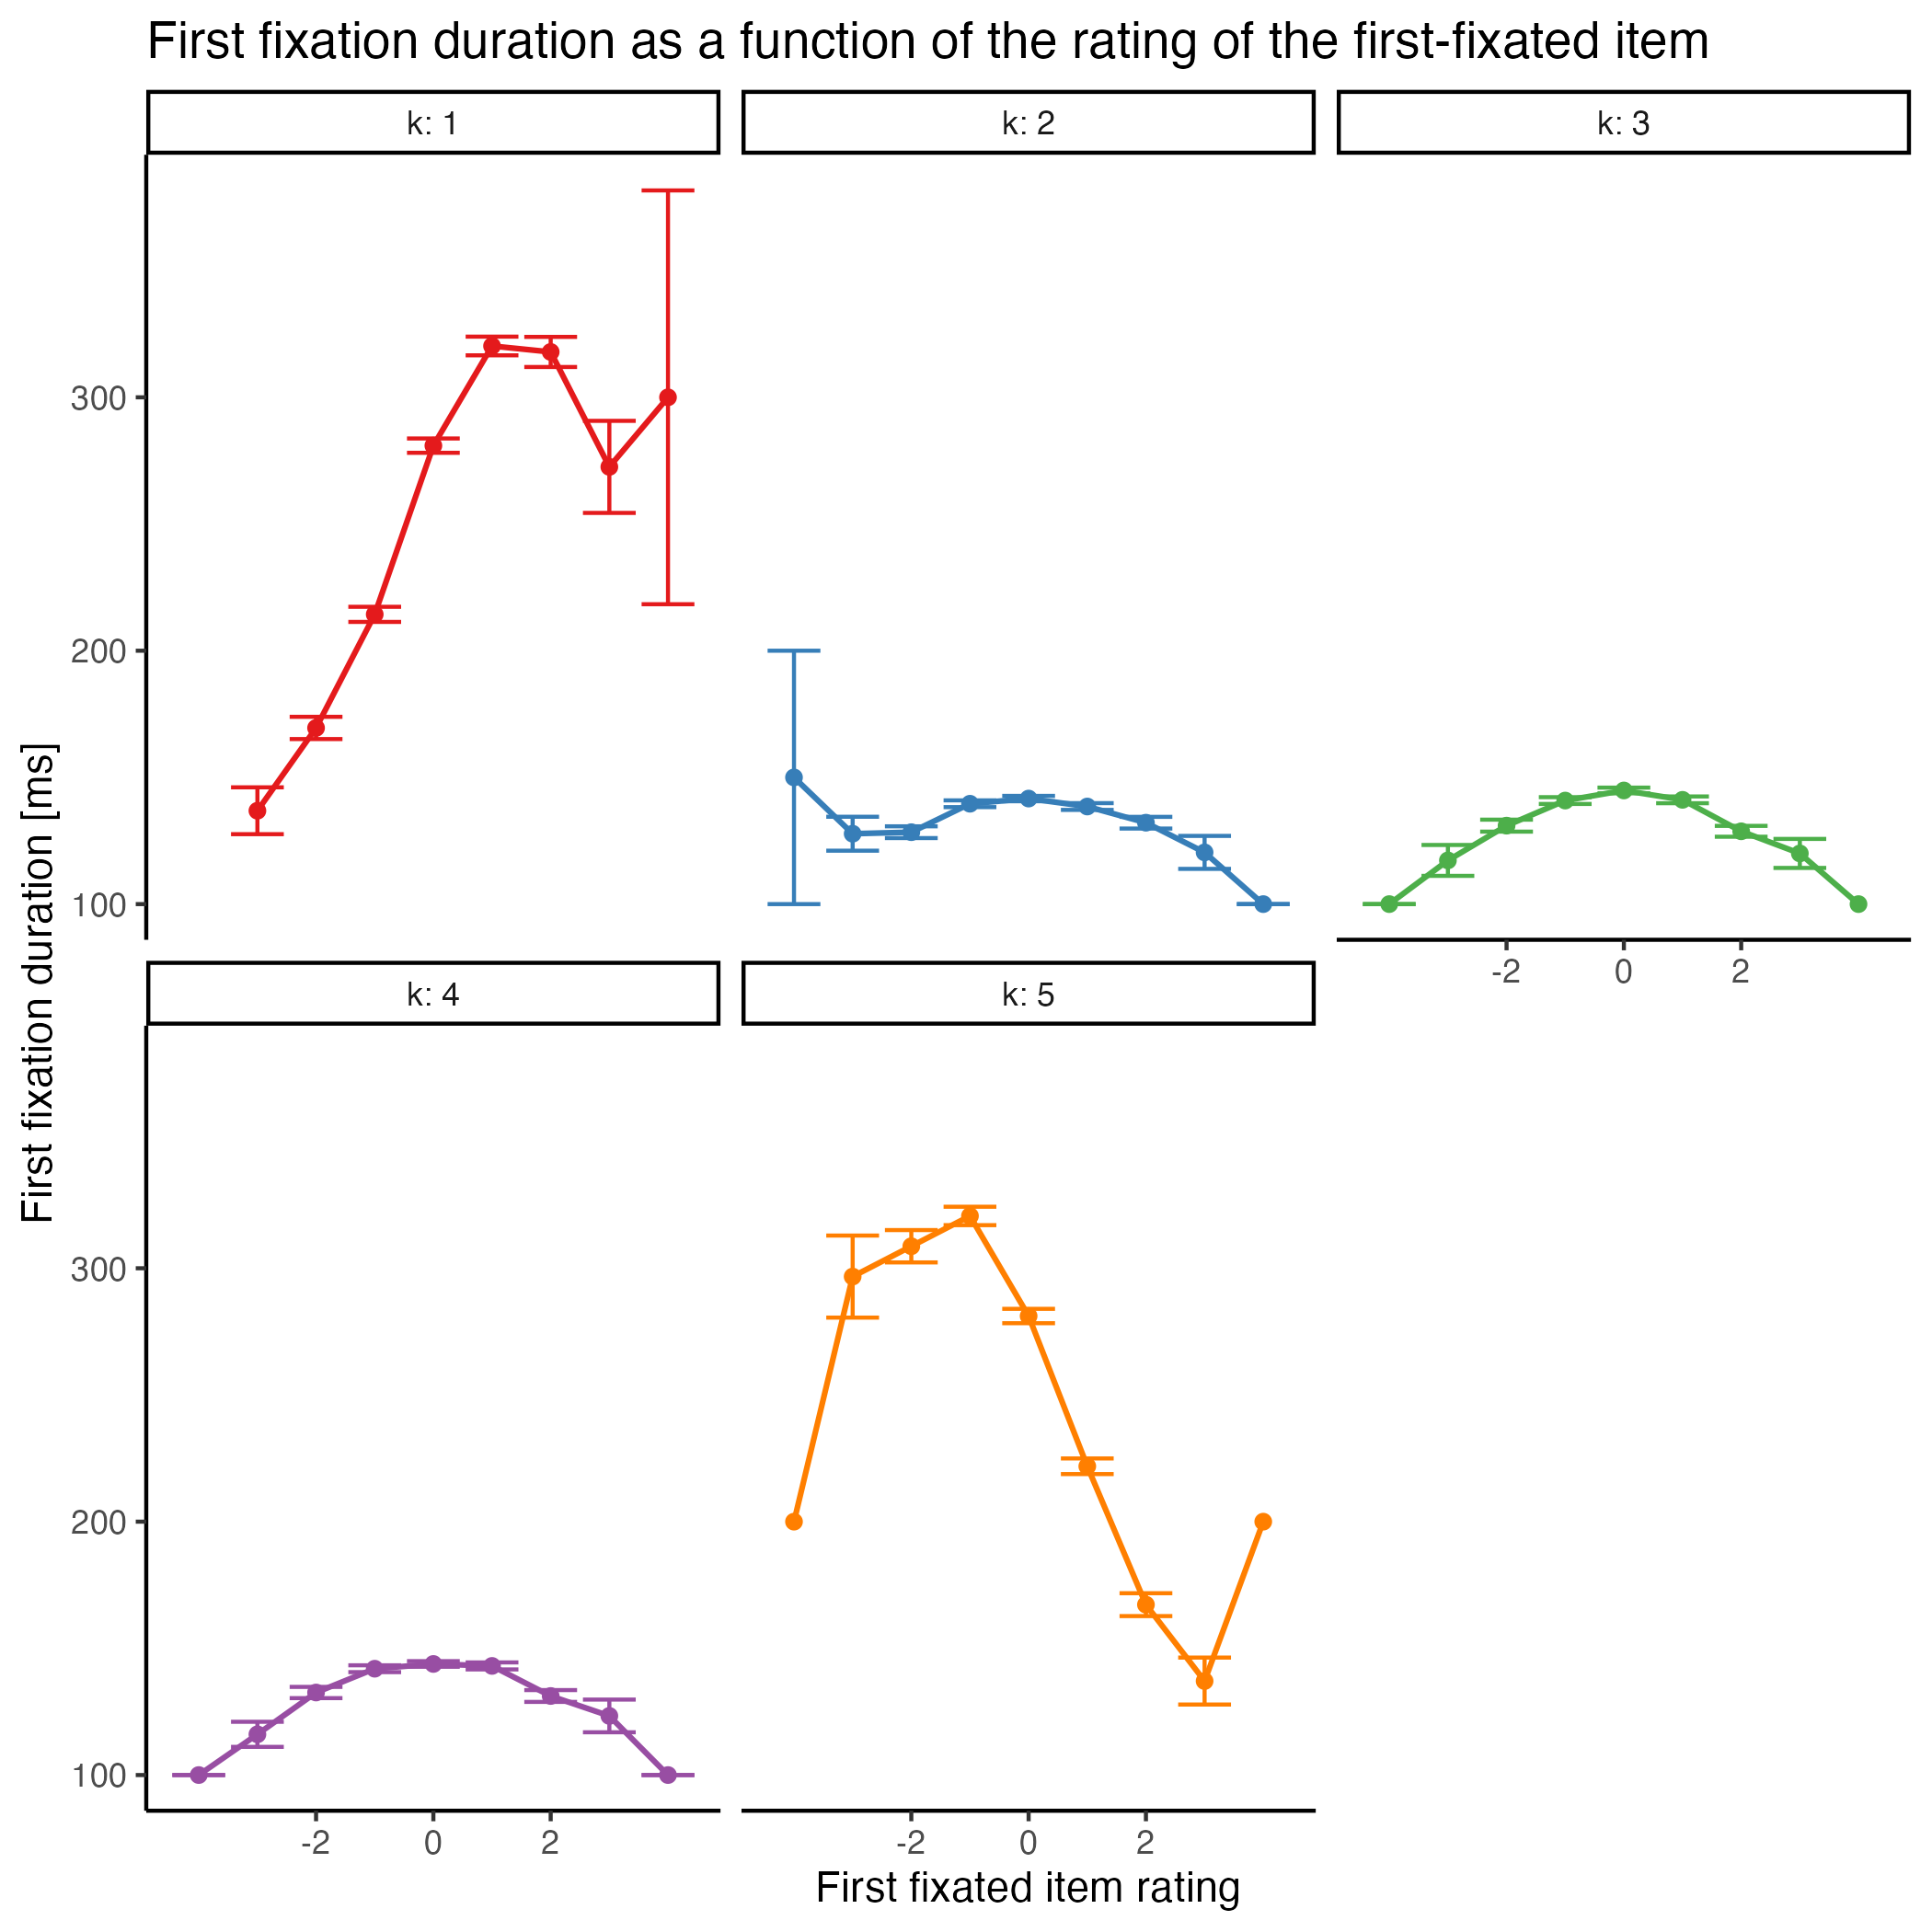 First fixation duration as a function of the rating of the first-fixated item
k: 1
k: 2
k: 3
300
200
100
-2 0 2
k: 4
k: 5
300
200
100
-2 0 2
-2 0 2
First fixated item rating
First fixation duration [ms]